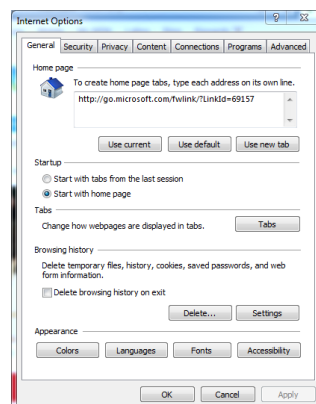 Internet Options
General Security Privacy Content Connections Programs Advanced
Home page
To create home page tabs, type each address on its own line.
http://go.microsoft.com/fwlink/?LinkId=69157
Use current Use default Use new tab
Startup
Start with tabs from the last session
Start with home page
Tabs
Change how webpages are displayed in tabs. Tabs
Browsing history
Delete temporary files, history, cookies, saved passwords, and web
form information.
Delete browsing history on exit
Delete... Settings
Appearance
Colors Languages Fonts Accessibility
OK Cancel Apply